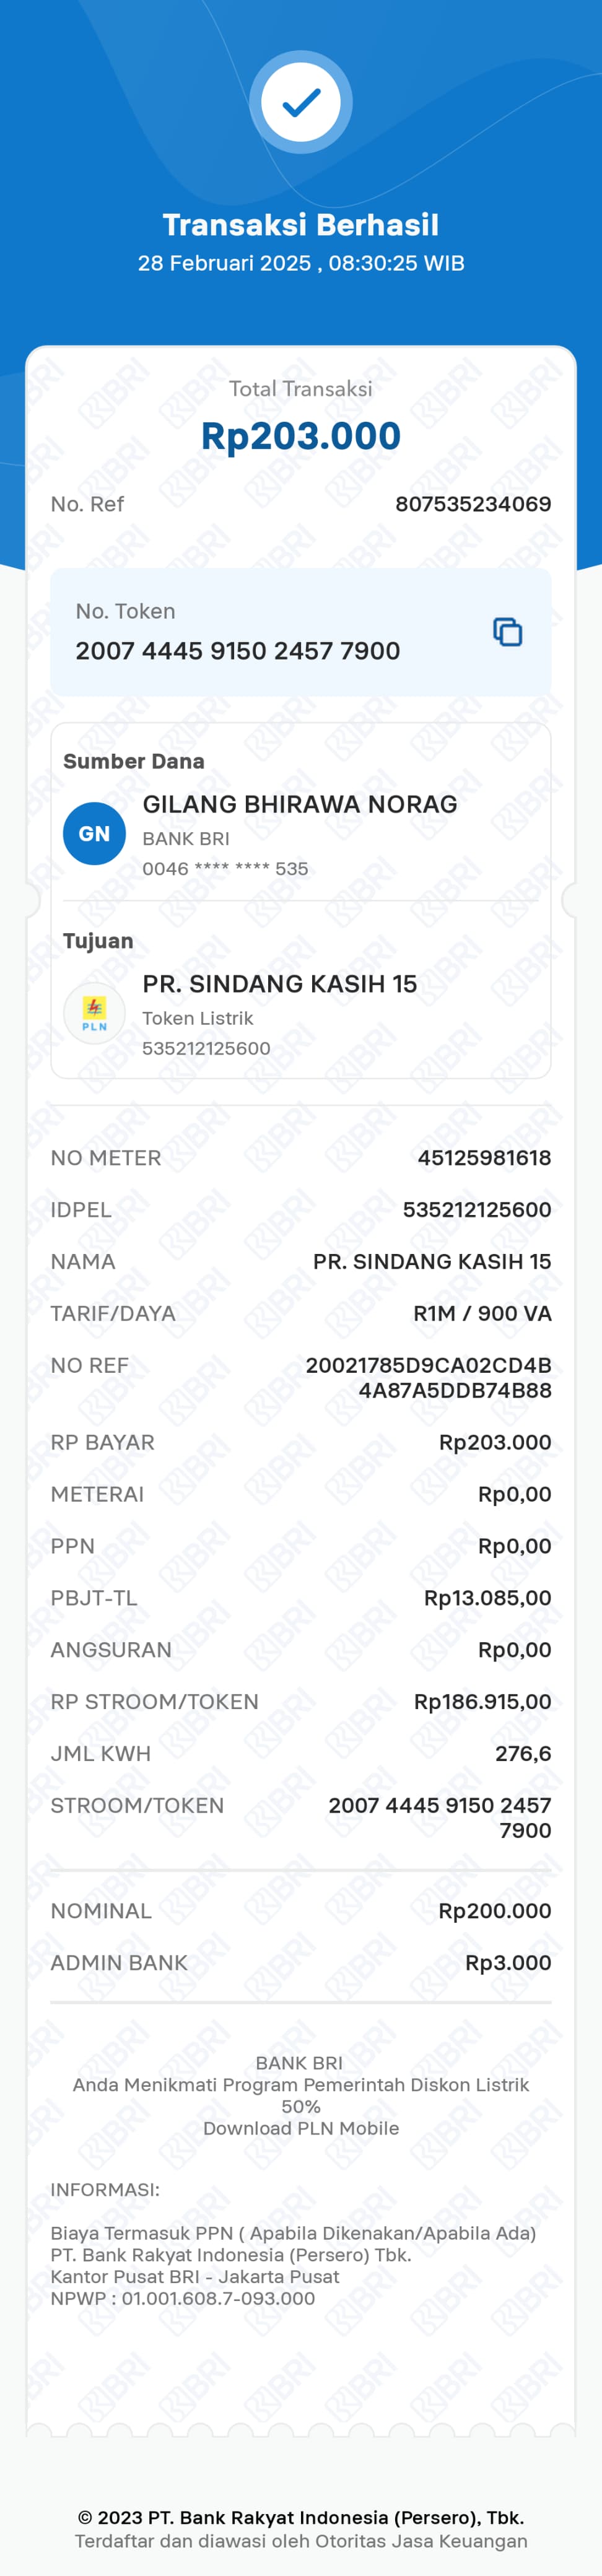 Transaksi Berhasil
28 Februari 2025 , 08:30:25 WIB
Total Transaksi
Rp203.000
No. Ref 807535234069
No. Token
2007 4445 9150 2457 7900
Sumber Dana
GN
GILANG BHIRAWA NORAG
BANK BRI
0046 **** **** 535
Tujuan
PLN
PR. SINDANG KASIH 15
Token Listrik
535212125600
NO METER 45125981618
IDPEL 535212125600
NAMA PR. SINDANG KASIH 15
TARIF/DAYA R1M / 900 VA
NO REF 20021785D9CA02CD4B
4A87A5DDB74B88
RP BAYAR Rp203.000
METERAI Rp0,00
PPN Rp0,00
PBJT-TL Rp13.085,00
ANGSURAN Rp0,00
RP STROOM/TOKEN Rp186.915,00
JML KWH 276,6
STROOM/TOKEN 2007 4445 9150 2457
7900
NOMINAL Rp200.000
ADMIN BANK Rp3.000
BANK BRI
Anda Menikmati Program Pemerintah Diskon Listrik
50%
Download PLN Mobile
INFORMASI:
Biaya Termasuk PPN ( Apabila Dikenakan/Apabila Ada)
PT. Bank Rakyat Indonesia (Persero) Tbk.
Kantor Pusat BRI - Jakarta Pusat
NPWP : 01.001.608.7-093.000
© 2023 PT. Bank Rakyat Indonesia (Persero), Tbk.
Terdaftar dan diawasi oleh Otoritas Jasa Keuangan